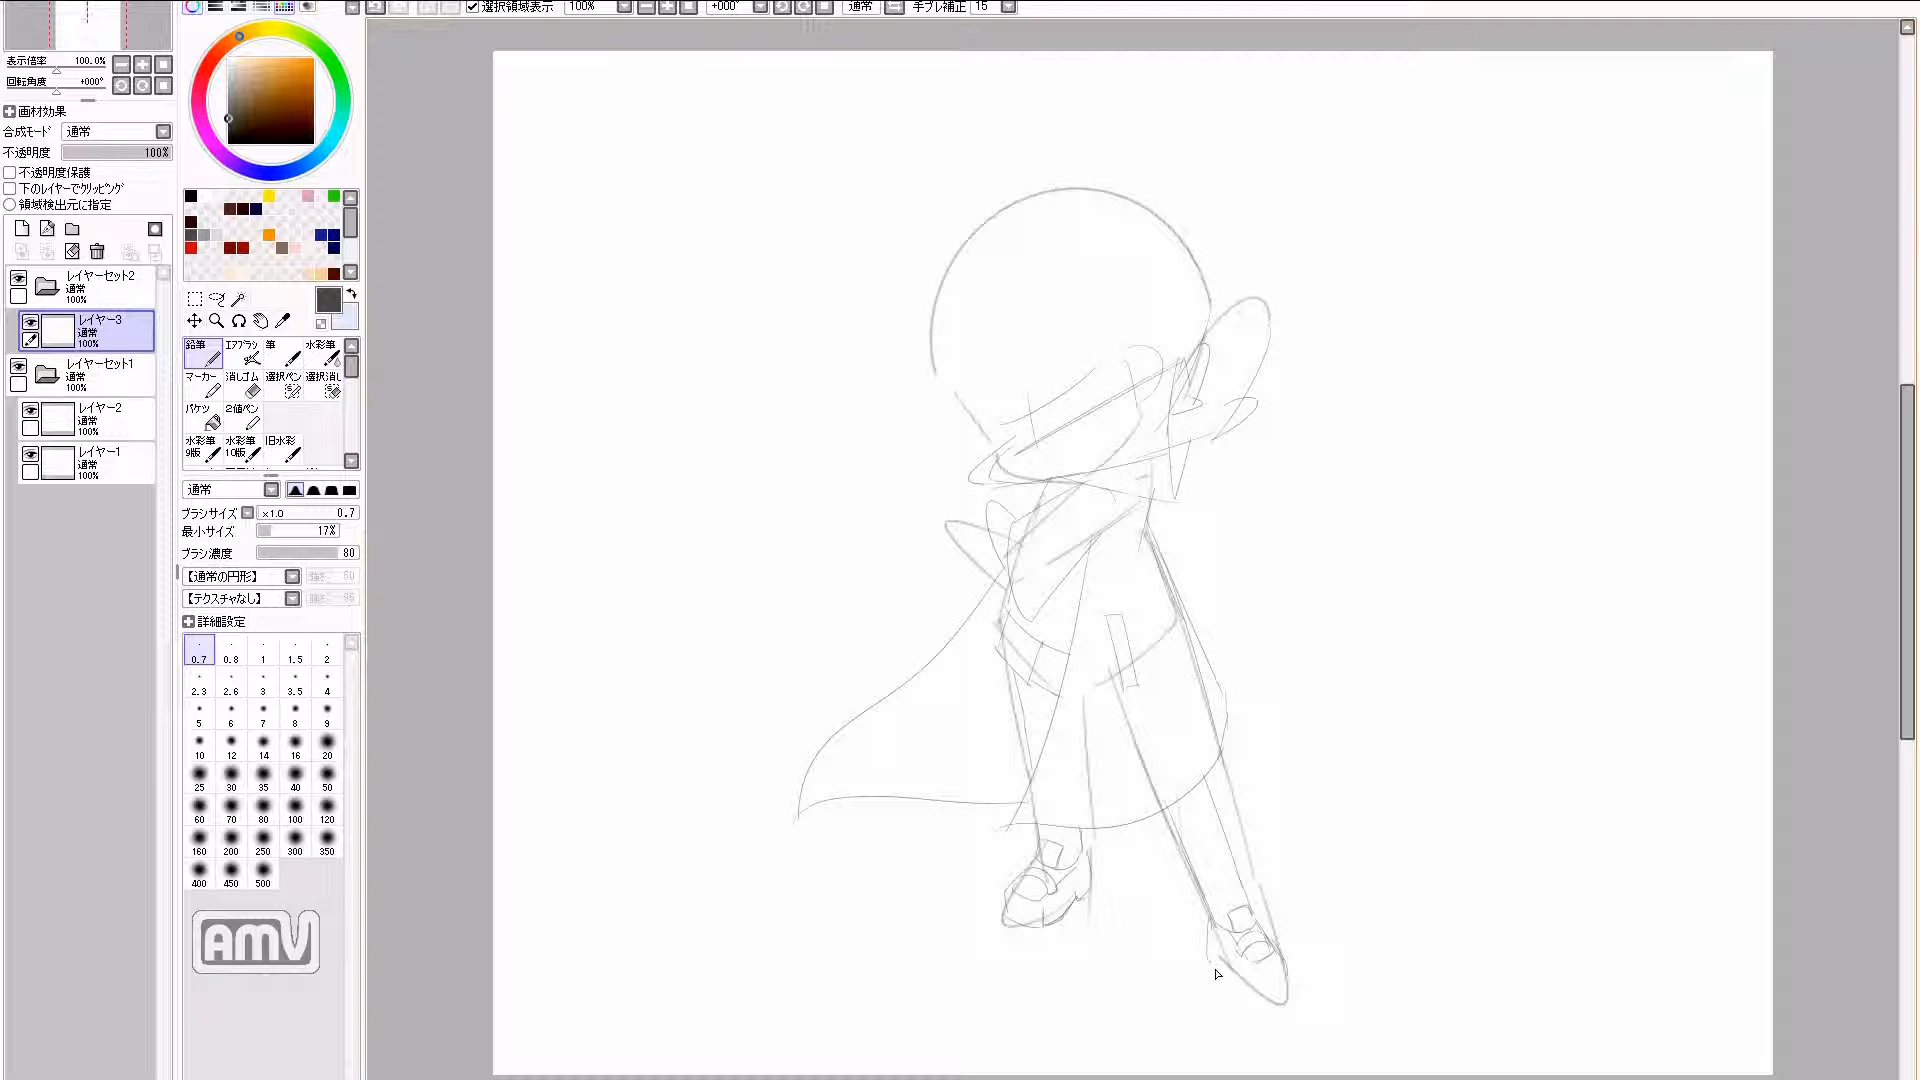 選択領域表示 100% +000° 通常 手ブレ補正 15
表示倍率 100.0%
回転角度 +000°
画材効果
合成モード 通常
不透明度 100%
不透明度保護
下のレイヤーでクリッピング
領域検出元に指定
レイヤーセット2
通常
100%
レイヤー3
通常
100%
レイヤーセット1
通常
100%
レイヤー2
通常
100%
レイヤー1
通常
100%
鉛筆 エアブラシ 筆 水彩筆
マーカー 消しゴム 選択ペン 選択消し
バケツ 2値ペン
水彩筆 水彩筆 旧水彩
9版 10版
通常
ブラシサイズ ×1.0 0.7
最小サイズ 17%
ブラシ濃度 80
【通常の円形】 強さ 50
【テクスチャなし】 強さ 95
詳細設定
0.7 0.8 1 1.5 2
2.3 2.6 3 3.5 4
5 6 7 8 9
10 12 14 16 20
25 30 35 40 50
60 70 80 100 120
160 200 250 300 350
400 450 500
AMV